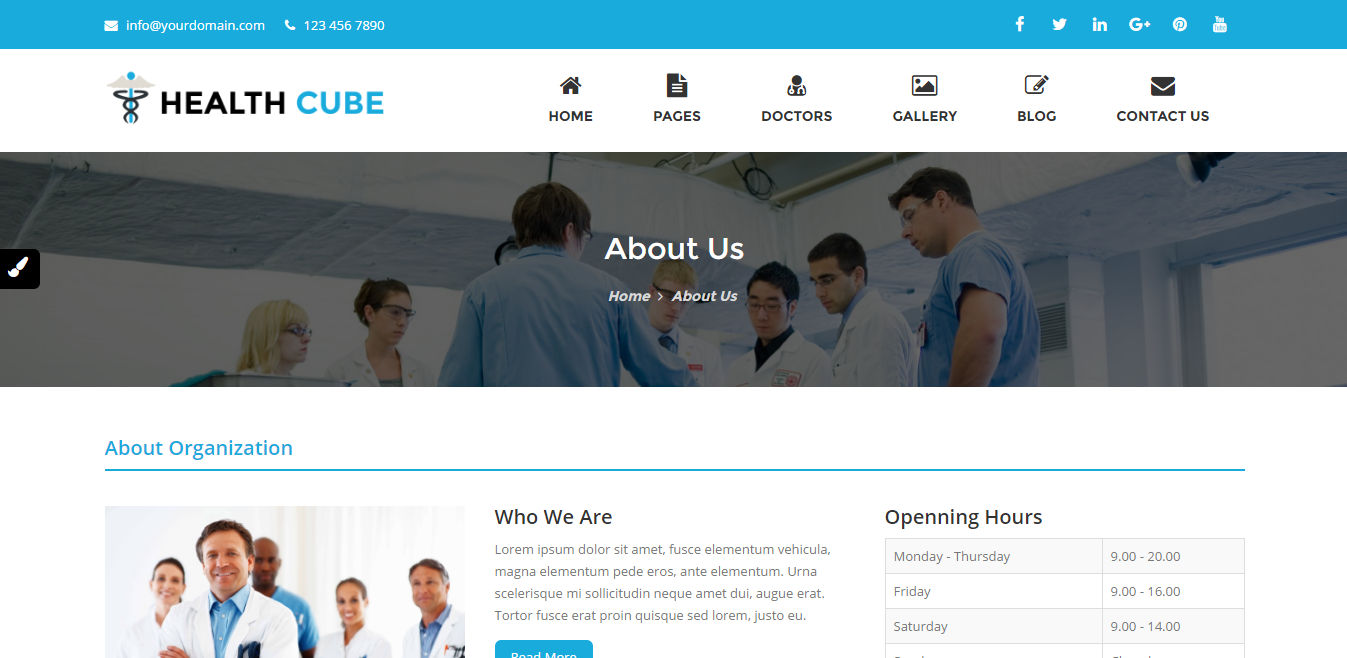 info@yourdomain.com 123 456 7890
HEALTH CUBE
HOME PAGES DOCTORS GALLERY BLOG CONTACT US
About Us
Home > About Us
About Organization
Who We Are
Lorem ipsum dolor sit amet, fusce elementum vehicula,
magna elementum pede eros, ante elementum. Urna
scelerisque mi sollicitudin neque amet dui, augue erat.
Tortor fusce erat proin quisque sed lorem, justo eu.
Read More
Openning Hours
Monday - Thursday 9.00 - 20.00
Friday 9.00 - 16.00
Saturday 9.00 - 14.00